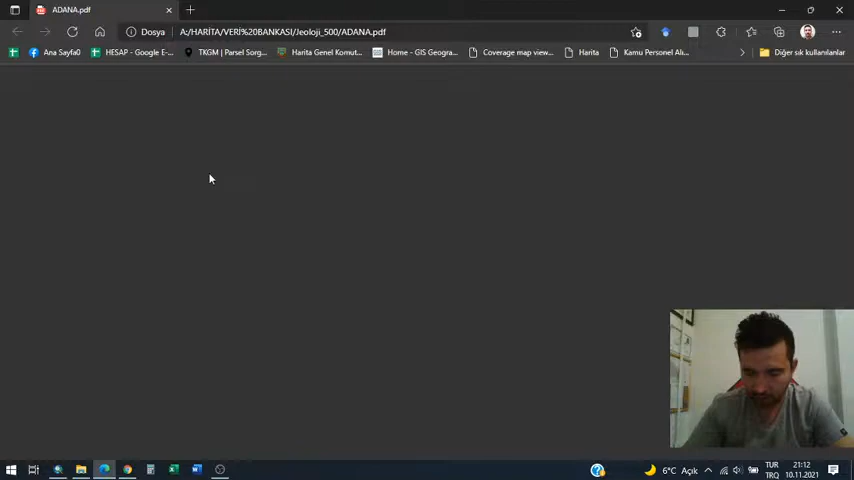 ADANA.pdf
Dosya
A:/HARİTA/VERİ%20BANKASI/Jeoloji_500/ADANA.pdf
Ana Sayfa0
HESAP - Google E-...
TKGM | Parsel Sorg...
Harita Genel Komut...
Home - GIS Geogra...
Coverage map view...
Harita
Kamu Personel Alı...
Diğer sık kullanılanlar
6°C Açık
TUR
TRQ
21:12
10.11.2021